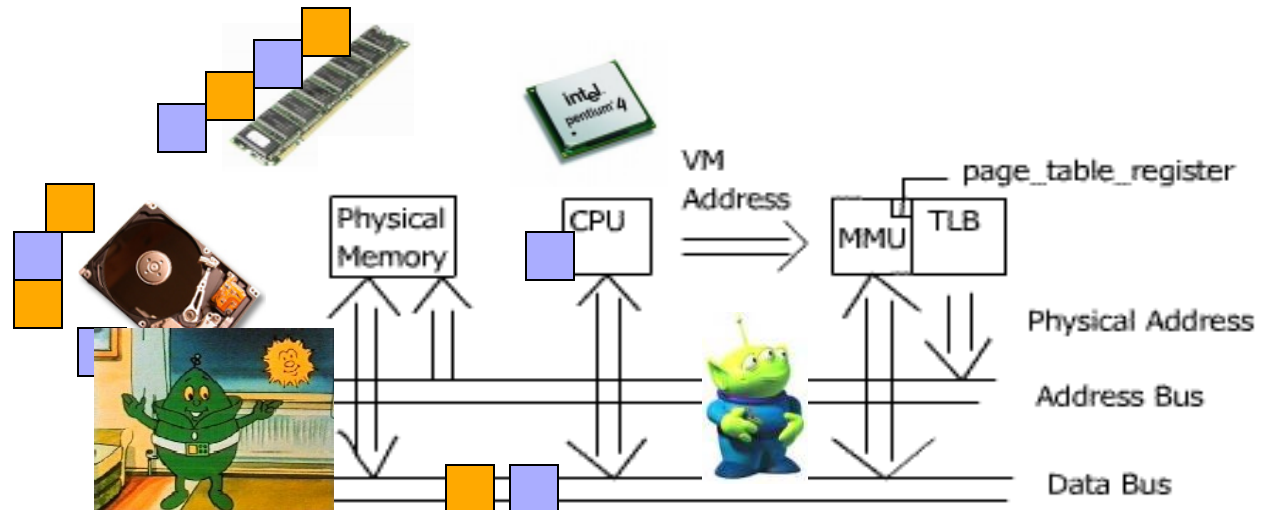 intel
pentium 4
VM
Address
page_table_register
Physical
Memory
CPU
MMU
TLB
Physical Address
Address Bus
Data Bus